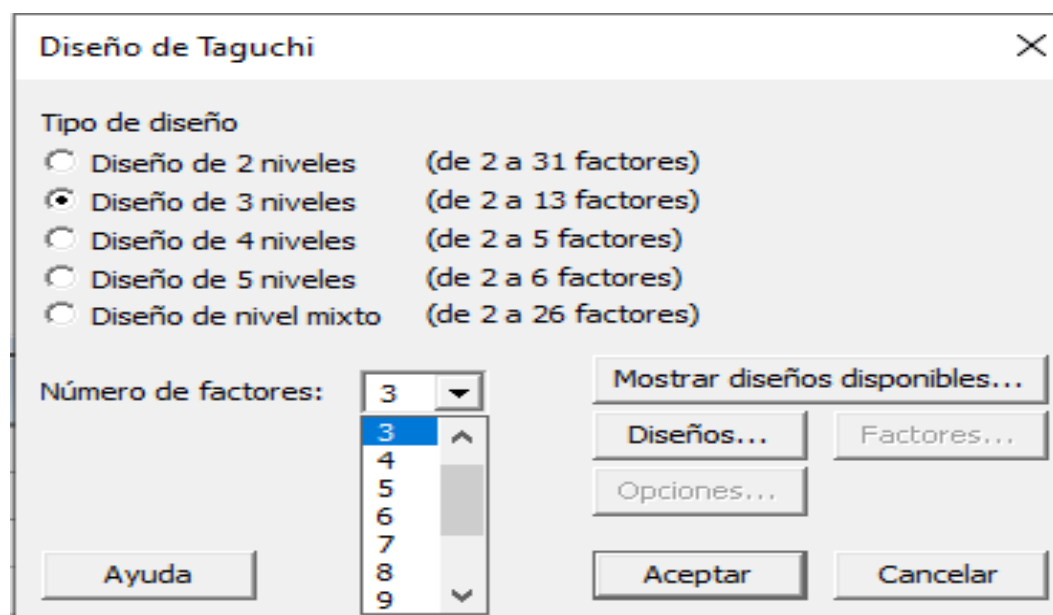 Diseño de Taguchi
Tipo de diseño
Diseño de 2 niveles (de 2 a 31 factores)
Diseño de 3 niveles (de 2 a 13 factores)
Diseño de 4 niveles (de 2 a 5 factores)
Diseño de 5 niveles (de 2 a 6 factores)
Diseño de nivel mixto (de 2 a 26 factores)
Número de factores: 3 Mostrar diseños disponibles...
3
4
5
6
7
8
9
Diseños... Factores...
Opciones...
Ayuda Aceptar Cancelar